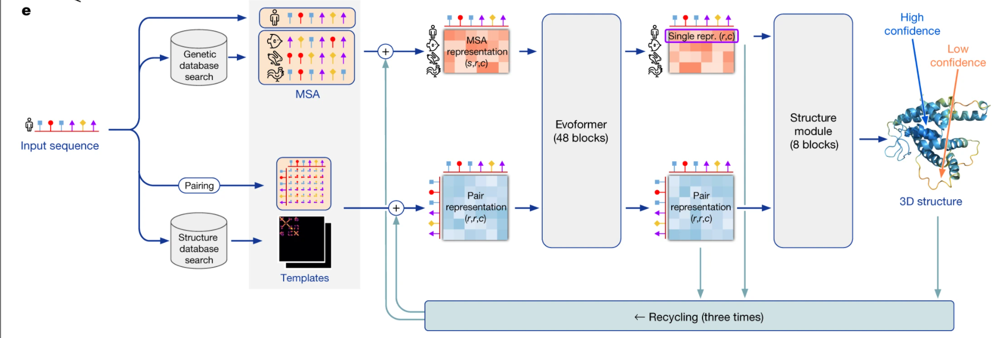 e
Input sequence
Genetic
database
search
Pairing
Structure
database
search
MSA
Templates
+
+
MSA
representation
(s,r,c)
Pair
representation
(r,r,c)
Evoformer
(48 blocks)
Single repr. (r,c)
Pair
representation
(r,r,c)
Structure
module
(8 blocks)
High
confidence
Low
confidence
3D structure
← Recycling (three times)